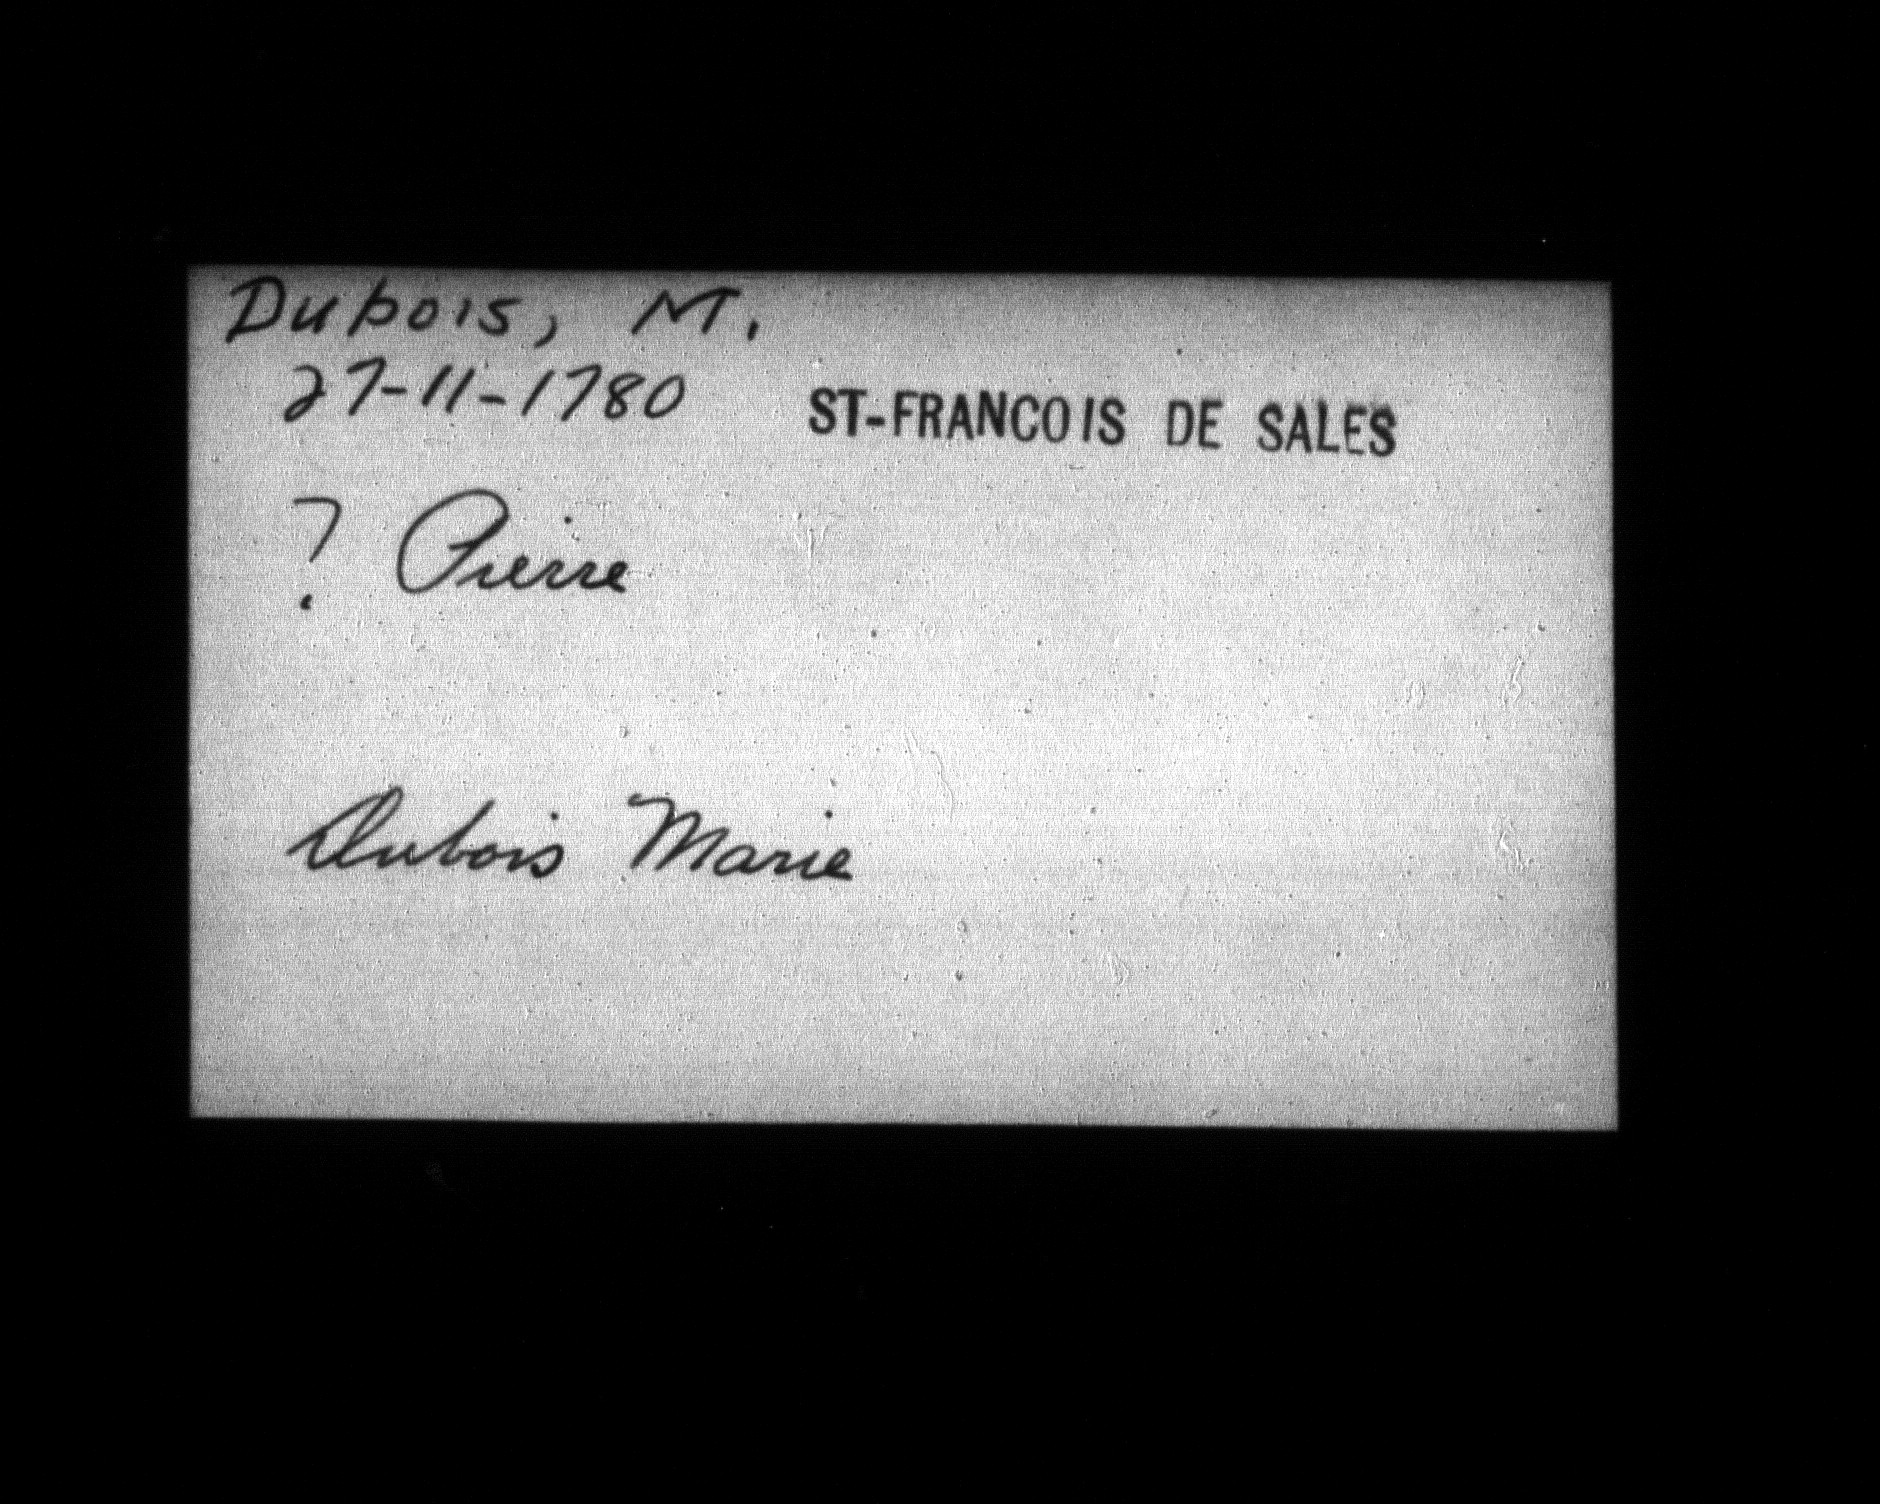 Dubois, M.
27-11-1780 ST-FRANCOIS DE SALES
? Pierre
Dubois Marie